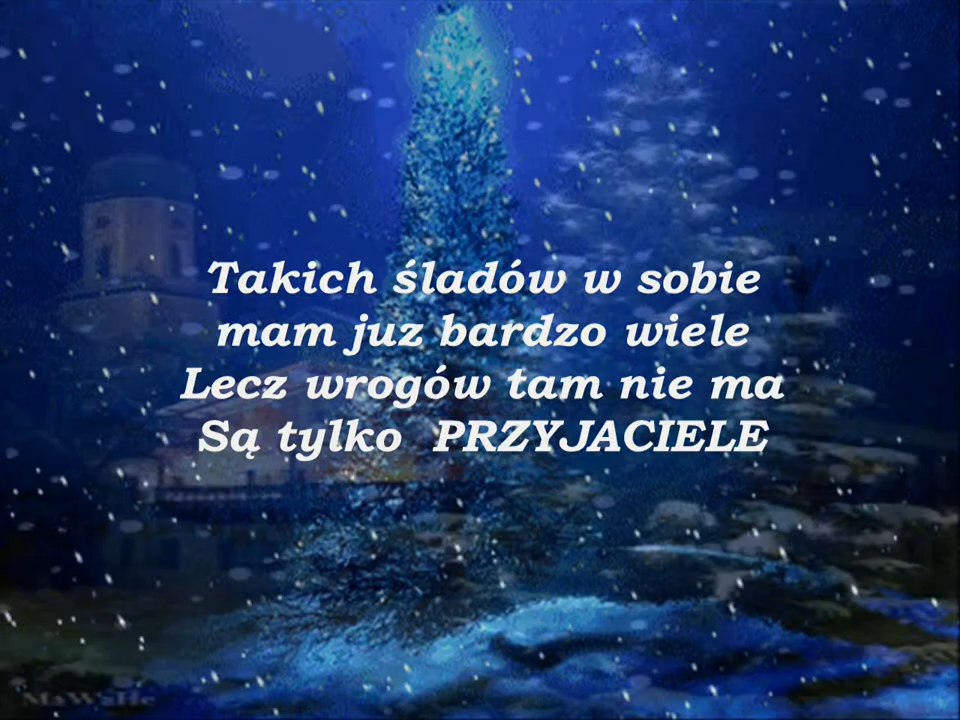 Takich śladów w sobie
mam juz bardzo wiele
Lecz wrogów tam nie ma
Są tylko PRZYJACIELE